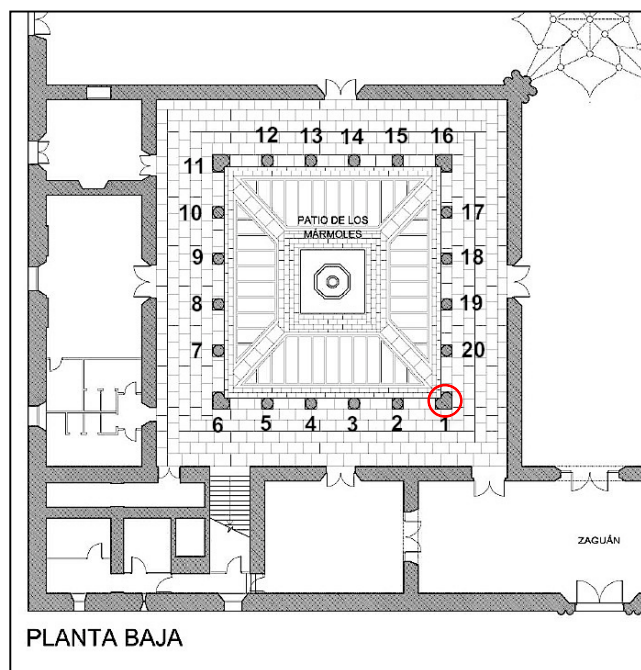 12 13 14 15 16
11
10 17
PATIO DE LOS
MÁRMOLES
9 18
8 19
7 20
6 5 4 3 2 1
ZAGUÁN
PLANTA BAJA